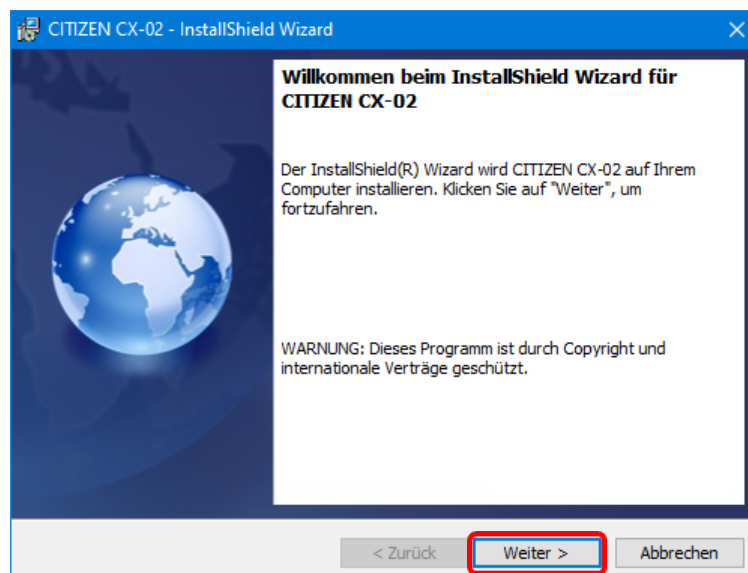 CITIZEN CX-02 - InstallShield Wizard
Willkommen beim InstallShield Wizard für
CITIZEN CX-02
Der InstallShield(R) Wizard wird CITIZEN CX-02 auf Ihrem
Computer installieren. Klicken Sie auf "Weiter", um
fortzufahren.
WARNUNG: Dieses Programm ist durch Copyright und
internationale Verträge geschützt.
< Zurück Weiter > Abbrechen